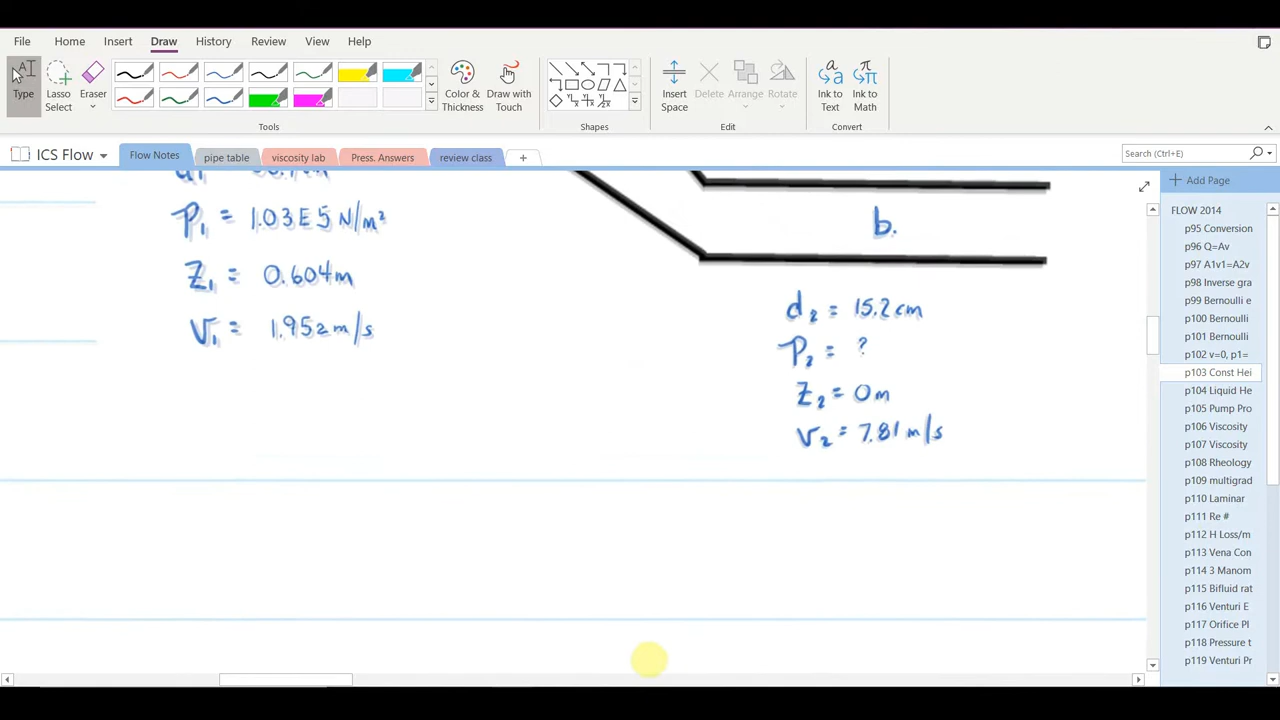 File Home Insert Draw History Review View Help
Type
Lasso Select
Eraser
Color & Thickness
Draw with Touch
Insert Space
Delete
Arrange
Rotate
Ink to Text
Ink to Math
Tools
Shapes
Edit
Convert
ICS Flow
Flow Notes
pipe table
viscosity lab
Press. Answers
review class
Search (Ctrl+E)
Add Page
FLOW 2014
p95 Conversion
p96 Q=Av
p97 A1v1=A2v
p98 Inverse gra
p99 Bernoulli e
p100 Bernoulli
p101 Bernoulli
p102 v=0, p1=
p103 Const Hei
p104 Liquid He
p105 Pump Pro
p106 Viscosity
p107 Viscosity
p108 Rheology
p109 multigrad
p110 Laminar
p111 Re #
p112 H Loss/m
p113 Vena Con
p114 3 Manom
p115 Bifluid rat
p116 Venturi E
p117 Orifice Pl
p118 Pressure t
p119 Venturi Pr
P₁ = 1.03E5 N/m²
Z₁ = 0.604m
V₁ = 1.952m/s
b.
d₂ = 15.2cm
P₂ = ?
Z₂ = 0m
V₂ = 7.81m/s